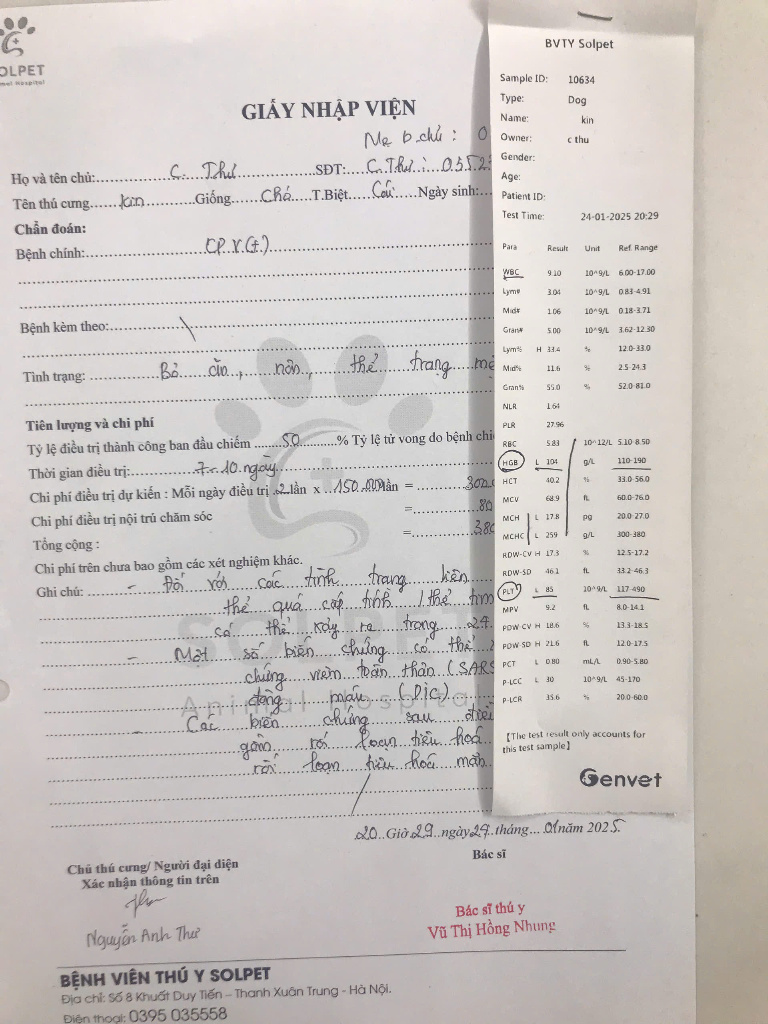 SOLPET
Animal Hospital
GIẤY NHẬP VIỆN
Mẹ b.chủ : 0
Họ và tên chủ: C. Thư SĐT: C. Thư : 0.55.2
Tên thú cưng kin Giống Chó T.Biệt Cái Ngày sinh:
Chẩn đoán:
Bệnh chính: CP.V.(+)
Bệnh kèm theo: \
Tình trạng: Bỏ ăn, nôn, thể trạng
Tiên lượng và chi phí
Tỷ lệ điều trị thành công ban đầu chiếm 50 % Tỷ lệ tử vong do bệnh
Thời gian điều trị: 7-10 ngày
Chi phí điều trị dự kiến : Mỗi ngày điều trị 2 lần x 150.000 lần = 300.
Chi phí điều trị nội trú chăm sóc = 80
Tổng cộng : = 380
Chi phí trên chưa bao gồm các xét nghiệm khác.
Ghi chú: - Đối với các tình trạng
thể quá cấp tính / thể
có thể xảy ra trong 24
- Một số biến chứng có thể
chứng viêm toàn thân (SARS
đông máu (DIC)
- Các biến chứng sau
gồm rối loạn tiêu hoá
rối loạn tiêu hoá
SOLPET
Animal Hospital
20 Giờ 29 ngày 24 tháng 01 năm 2025.
Chủ thú cưng/ Người đại diện
Xác nhận thông tin trên
Bác sĩ
Nguyễn Anh Thư
Bác sĩ thú y
Vũ Thị Hồng Nhung
BỆNH VIÊN THÚ Y SOLPET
Địa chỉ: Số 8 Khuất Duy Tiến – Thanh Xuân Trung - Hà Nội.
Điện thoại: 0395 035558
BVTY Solpet
Sample ID: 10634
Type: Dog
Name: kin
Owner: c thu
Gender:
Age:
Patient ID:
Test Time: 24-01-2025 20:29
Para Result Unit Ref. Range
WBC 9.10 10^9/L 6.00-17.00
Lym# 3.04 10^9/L 0.83-4.91
Mid# 1.06 10^9/L 0.18-3.71
Gran# 5.00 10^9/L 3.62-12.30
Lym% H 33.4 % 12.0-33.0
Mid% 11.6 % 2.5-24.3
Gran% 55.0 % 52.0-81.0
NLR 1.64
PLR 27.96
RBC 5.83 10^12/L 5.10-8.50
HGB L 104 g/L 110-190
HCT 40.2 % 33.0-56.0
MCV 68.9 fL 60.0-76.0
MCH L 17.8 pg 20.0-27.0
MCHC L 259 g/L 300-380
RDW-CV H 17.3 % 12.5-17.2
RDW-SD 46.1 fL 33.2-46.3
PLT L 85 10^9/L 117-490
MPV 9.2 fL 8.0-14.1
PDW-CV H 18.6 % 13.3-18.5
PDW-SD H 21.6 fL 12.0-17.5
PCT L 0.80 mL/L 0.90-5.80
P-LCC L 30 10^9/L 45-170
P-LCR 35.6 % 20.0-60.0
【The test result only accounts for
this test sample】
Genvet